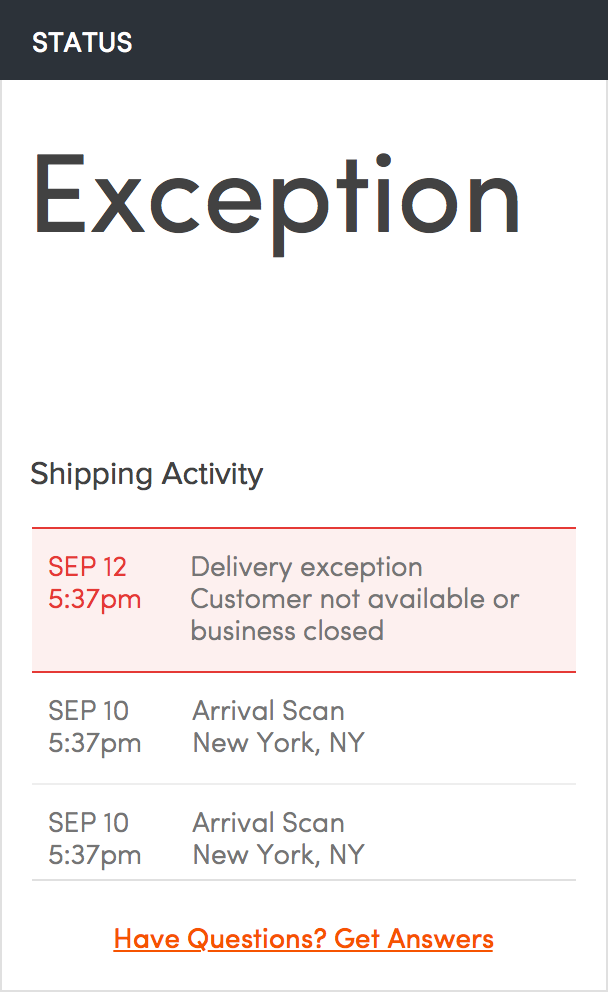 STATUS
Exception
Shipping Activity
SEP 12 Delivery exception
5:37pm Customer not available or
business closed
SEP 10 Arrival Scan
5:37pm New York, NY
SEP 10 Arrival Scan
5:37pm New York, NY
Have Questions? Get Answers